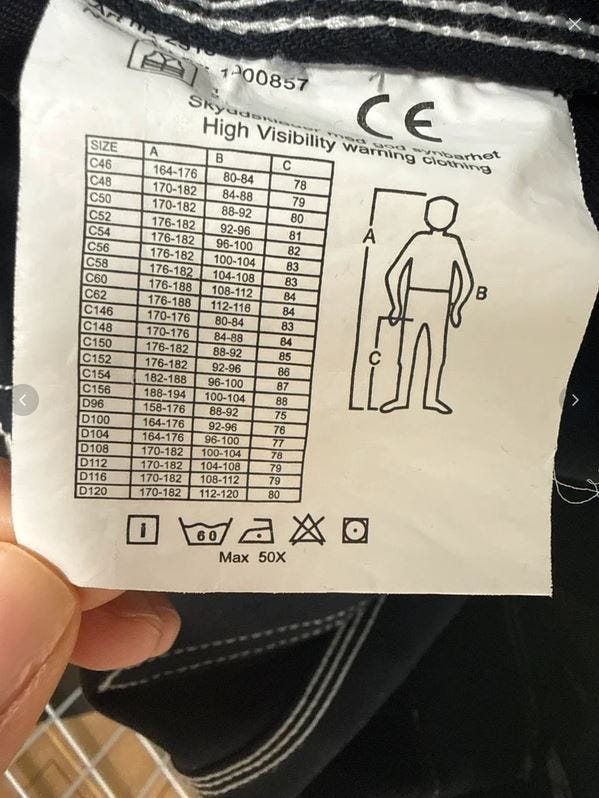 CE
med god synbarhet
High Visibility warning clothing
SIZE A B C
C46 164-176 80-84 78
C48 170-182 84-88 79
C50 170-182 88-92 80
C52 176-182 92-96 81
C54 176-182 96-100 82
C56 176-182 100-104 83
C58 176-182 104-108 83
C60 176-188 108-112 84
C62 176-188 112-116 84
C146 170-176 80-84 83
C148 170-176 84-88 84
C150 176-182 88-92 85
C152 176-182 92-96 86
C154 182-188 96-100 87
C156 188-194 100-104 88
D96 158-176 88-92 75
D100 164-176 92-96 76
D104 164-176 96-100 77
D108 170-182 100-104 78
D112 170-182 104-108 79
D116 170-182 108-112 79
D120 170-182 112-120 80
A
B
C
i 60
Max 50X